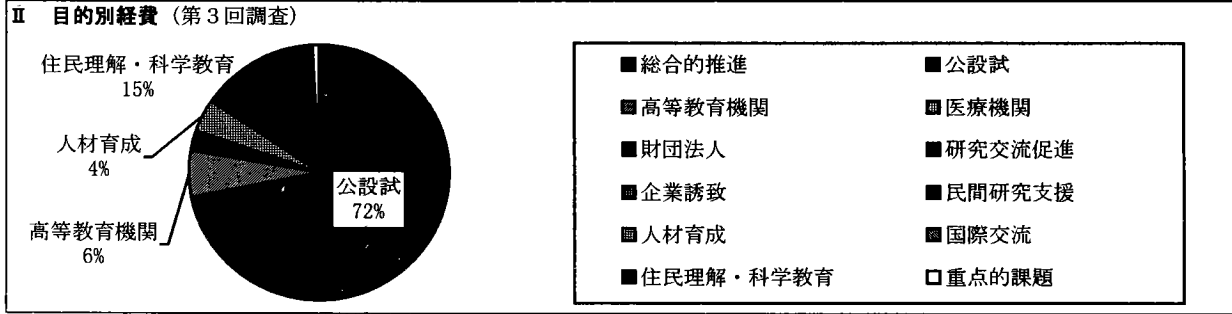 Ⅱ 目的別経費（第３回調査）
住民理解・科学教育
15%
人材育成
4%
高等教育機関
6%
公設試
72%
■総合的推進 ■公設試
■高等教育機関 ■医療機関
■財団法人 ■研究交流促進
■企業誘致 ■民間研究支援
■人材育成 ■国際交流
■住民理解・科学教育 □重点的課題